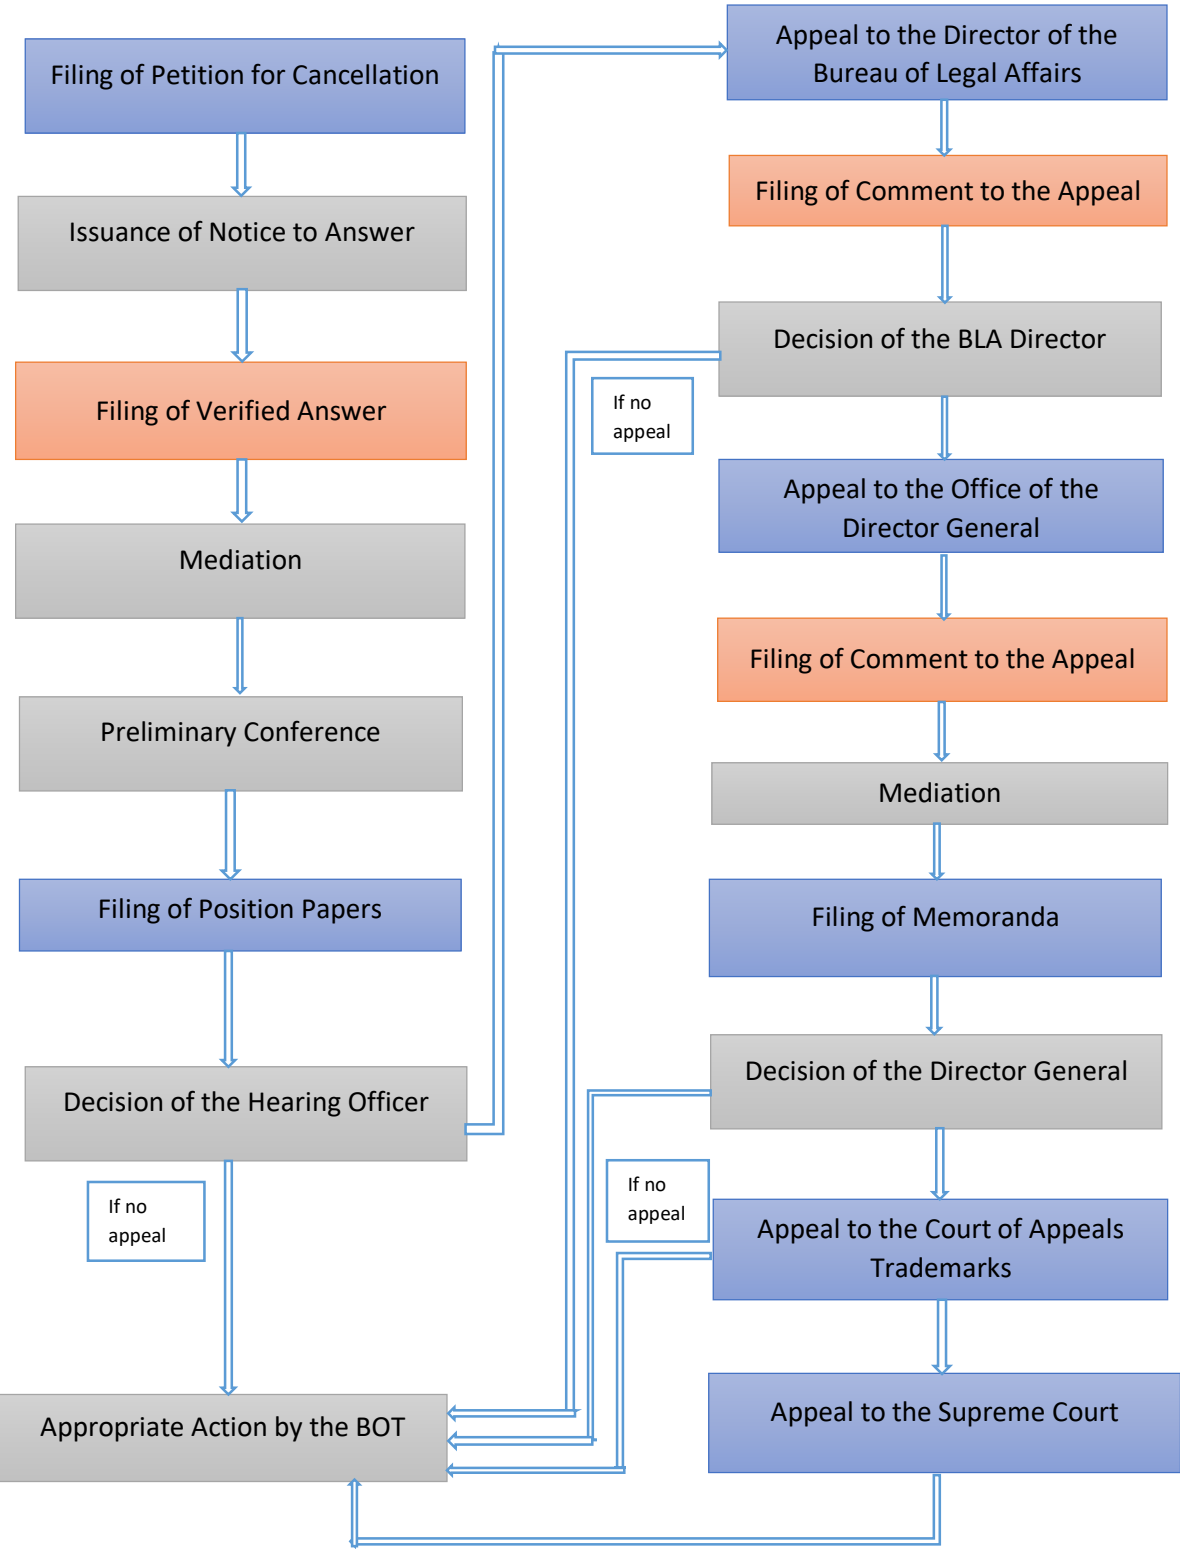 Filing of Petition for Cancellation
Issuance of Notice to Answer
Filing of Verified Answer
Mediation
Preliminary Conference
Filing of Position Papers
Decision of the Hearing Officer
If no
appeal
Appropriate Action by the BOT
Appeal to the Director of the
Bureau of Legal Affairs
Filing of Comment to the Appeal
Decision of the BLA Director
If no
appeal
Appeal to the Office of the
Director General
Filing of Comment to the Appeal
Mediation
Filing of Memoranda
Decision of the Director General
If no
appeal
Appeal to the Court of Appeals
Trademarks
Appeal to the Supreme Court